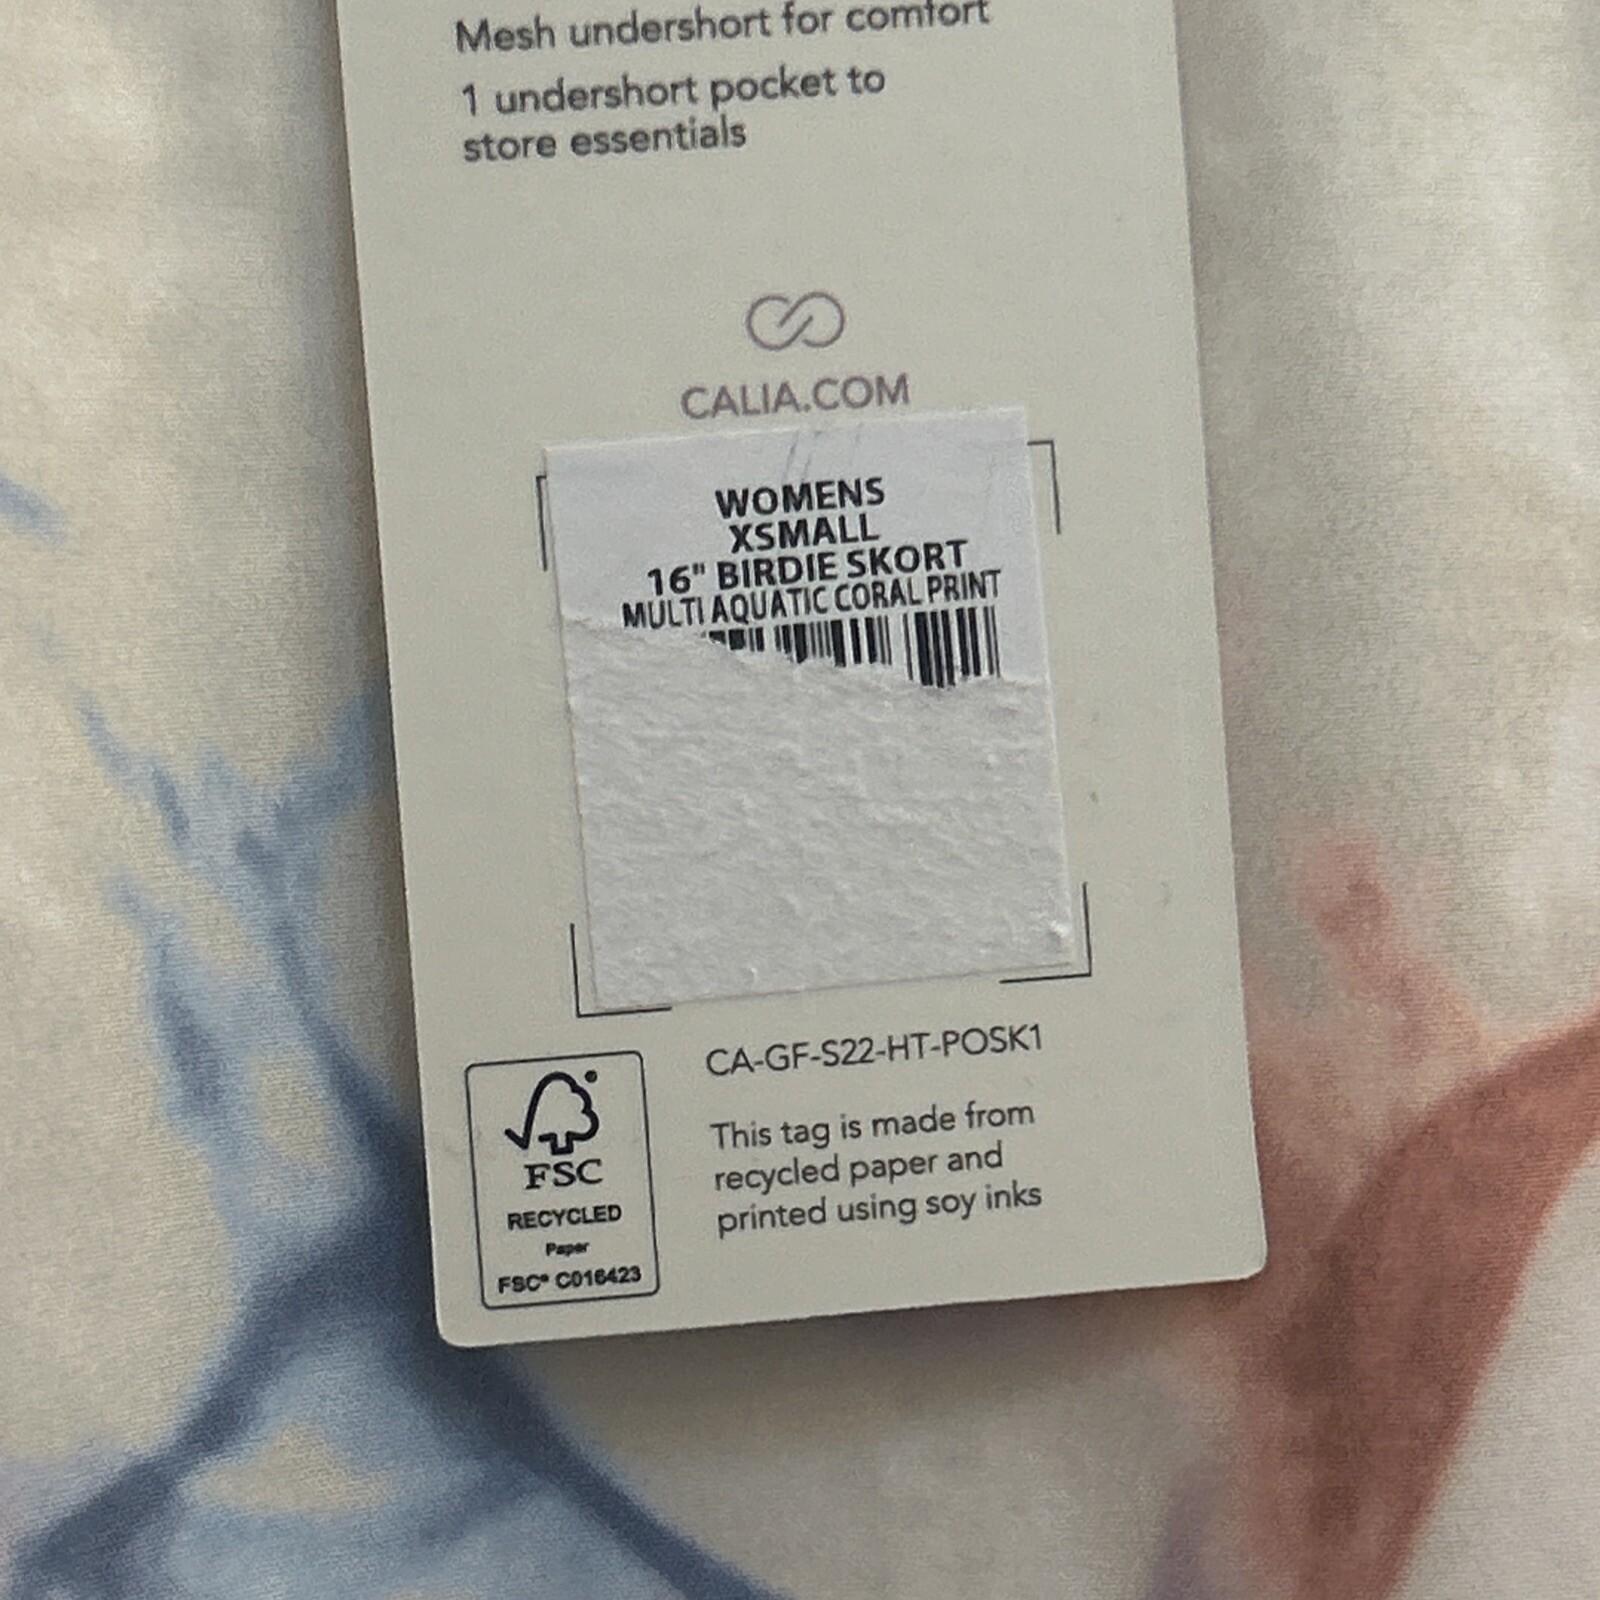 Mesh undershort for comfort
1 undershort pocket to
store essentials
CALIA.COM
WOMENS
XSMALL
16" BIRDIE SKORT
MULTI AQUATIC CORAL PRINT
CA-GF-S22-HT-POSK1
FSC
RECYCLED
Paper
FSC® C016423
This tag is made from
recycled paper and
printed using soy inks